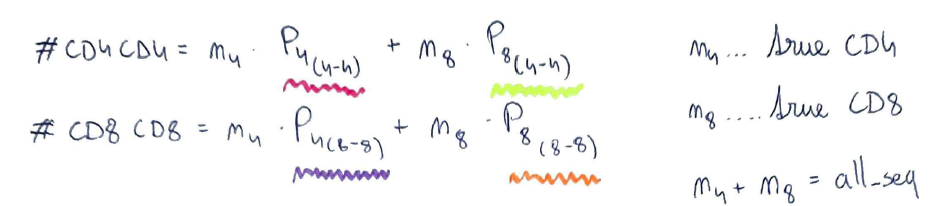 # CD4 CD4 = m4 · P4(4-4) + m8 · P8(4-4)
# CD8 CD8 = m4 · P4(8-8) + m8 · P8(8-8)
m4 ... true CD4
m8 .... true CD8
m4 + m8 = all_seq